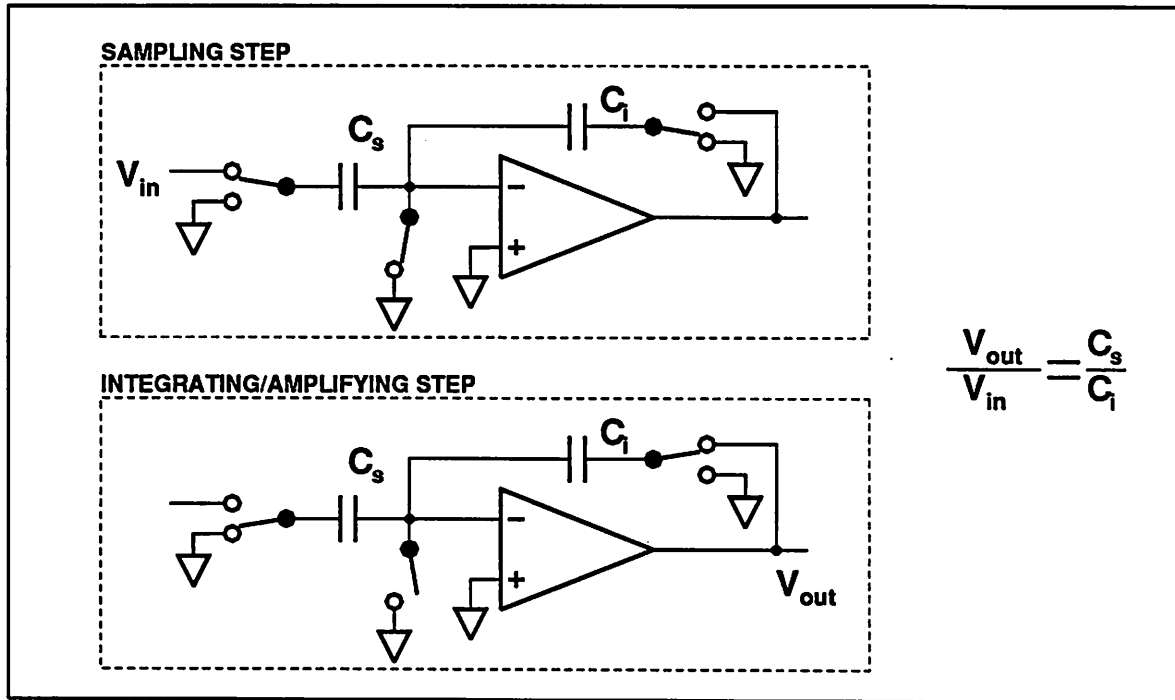 SAMPLING STEP
C_s
C_i
V_in
−
+
INTEGRATING/AMPLIFYING STEP
C_s
C_i
−
+
V_out
V_out / V_in = C_s / C_i